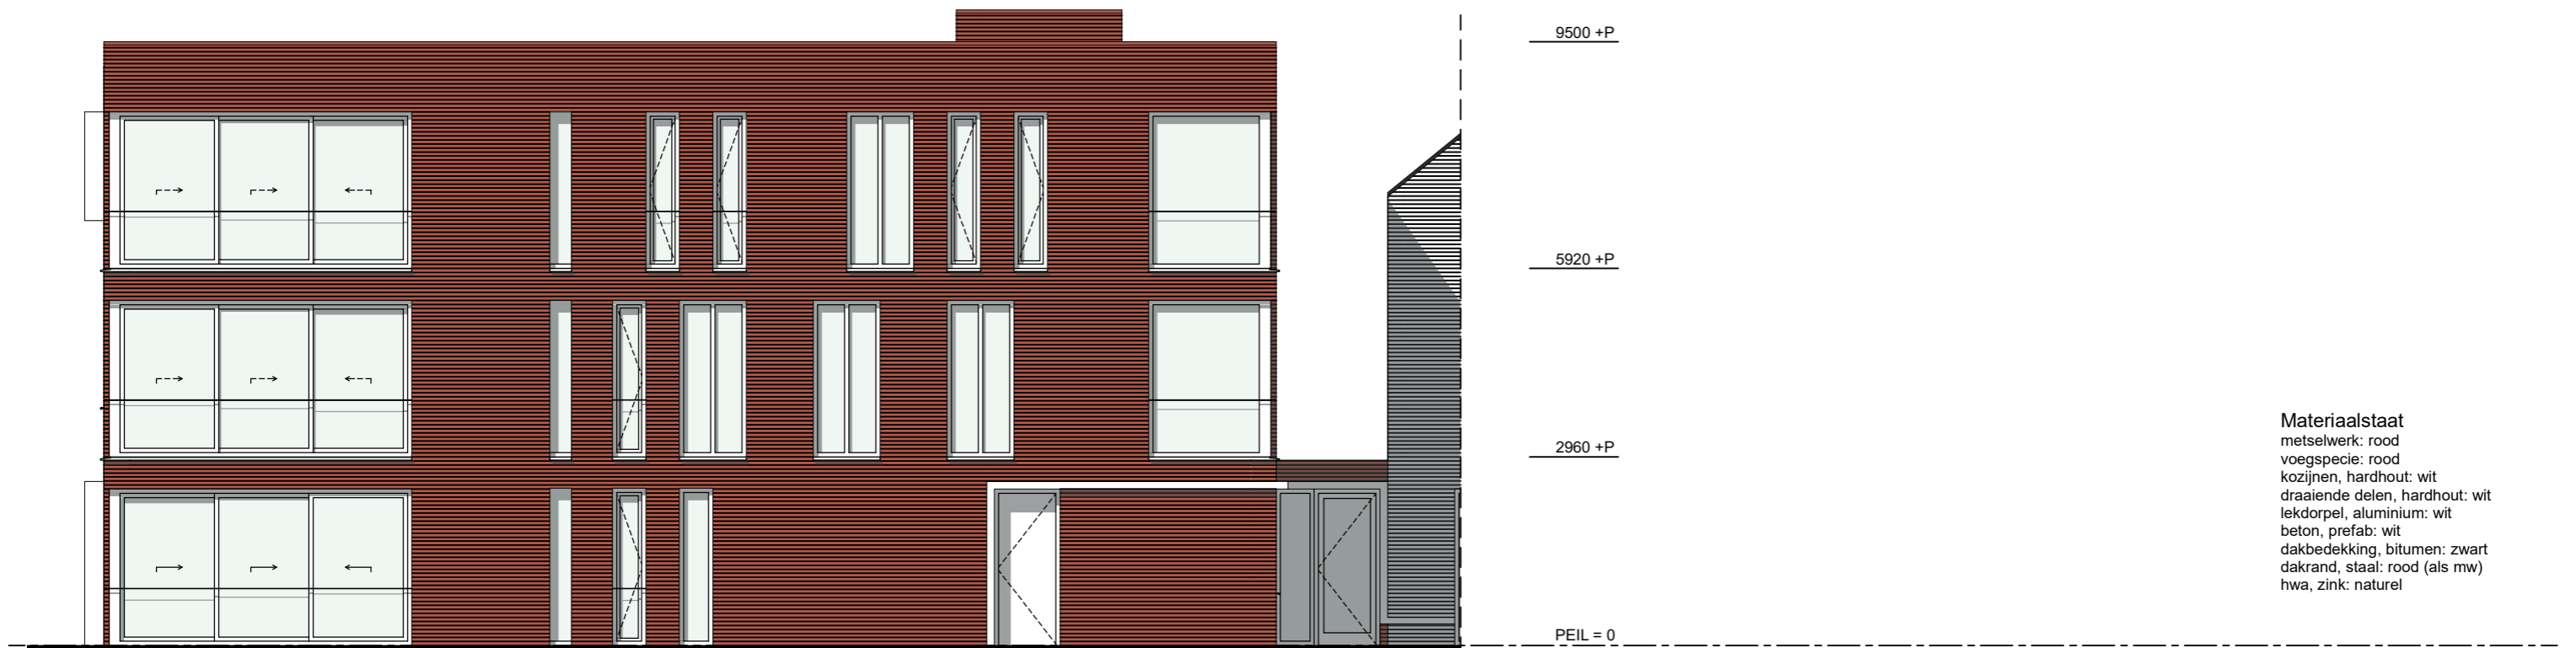 9500 +P
5920 +P
2960 +P
PEIL = 0
Materiaalstaat
metselwerk: rood
voegspecie: rood
kozijnen, hardhout: wit
draaiende delen, hardhout: wit
lekdorpel, aluminium: wit
beton, prefab: wit
dakbedekking, bitumen: zwart
dakrand, staal: rood (als mw)
hwa, zink: naturel